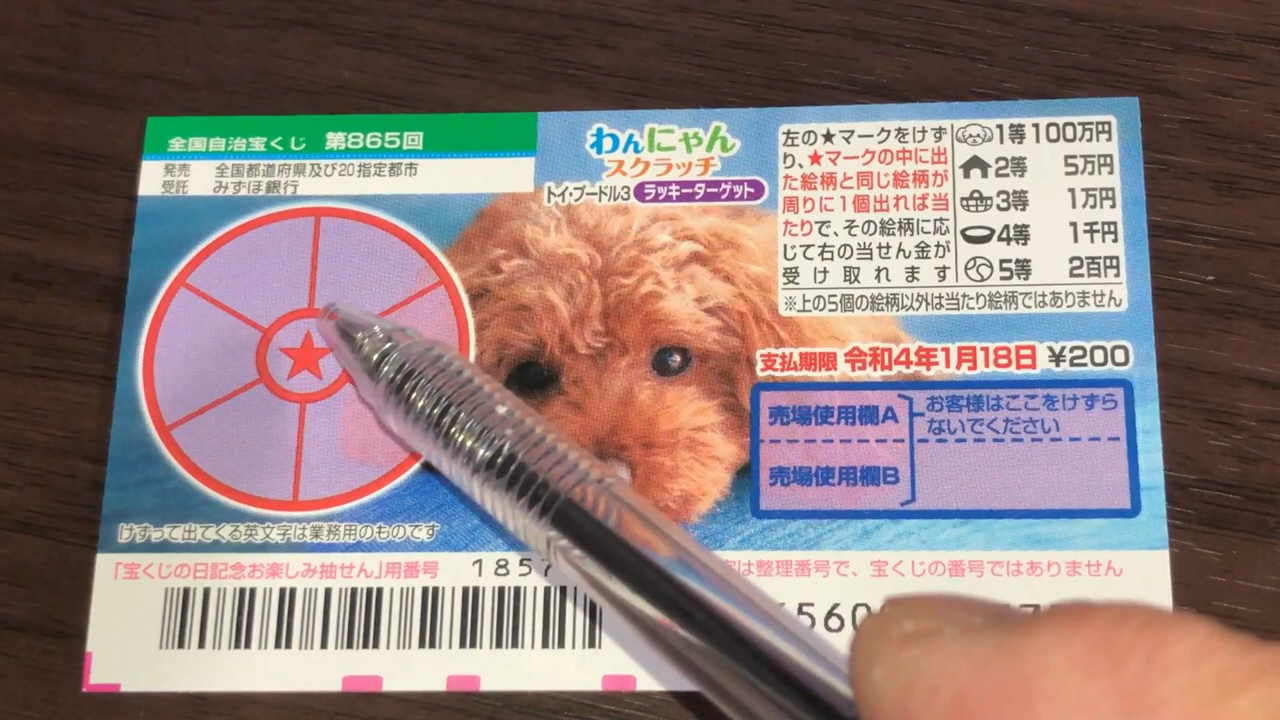 全国自治宝くじ 第865回
発売 全国都道府県及び20指定都市
受託 みずほ銀行
わんにゃん
スクラッチ
トイ・プードル3 ラッキーターゲット
左の★マークをけず
り、★マークの中に出
た絵柄と同じ絵柄が
周りに1個出れば当
たりで、その絵柄に応
じて右の当せん金が
受け取れます
1等 100万円
2等 5万円
3等 1万円
4等 1千円
5等 2百円
※上の5個の絵柄以外は当たり絵柄ではありません
支払期限 令和4年1月18日 ¥200
売場使用欄A
売場使用欄B
お客様はここをけずら
ないでください
けずって出てくる英文字は業務用のものです
「宝くじの日記念お楽しみ抽せん」用番号 1857
は整理番号で、宝くじの番号ではありません
560